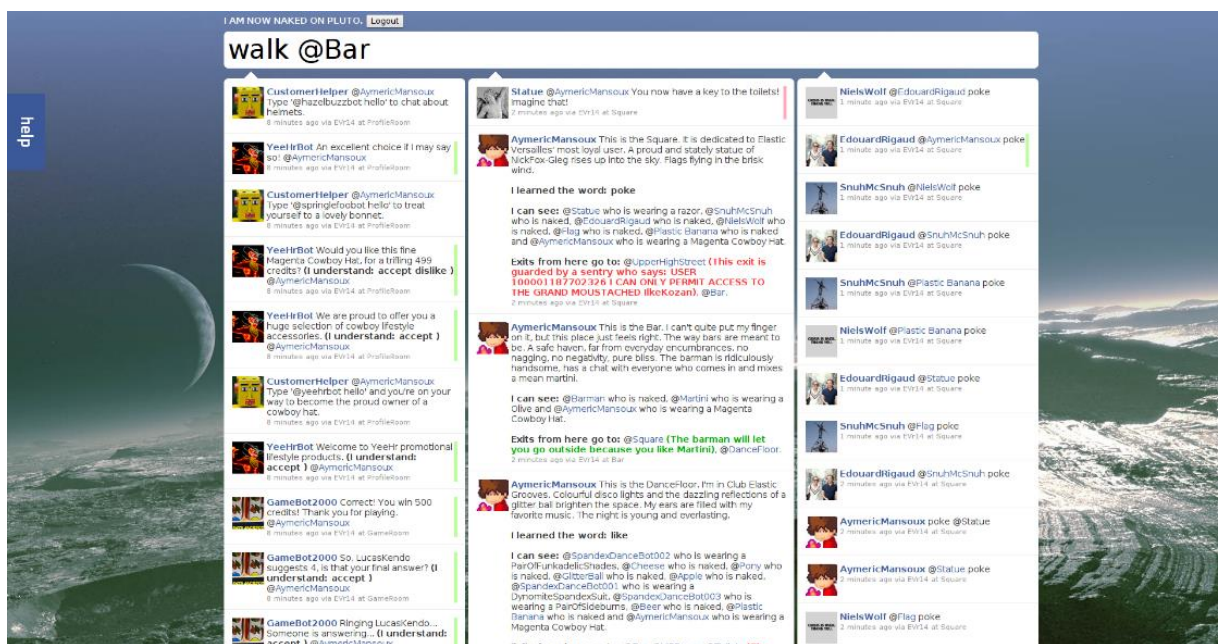 I AM NOW NAKED ON PLUTO. Logout
walk @Bar
help
CustomerHelper @AymericMansoux
Type '@hazelbuzzbot hello' to chat about
helmets.
8 minutes ago via EVr14 at ProfileRoom
YeeHrBot An excellent choice if I may say
so! @AymericMansoux
8 minutes ago via EVr14 at ProfileRoom
CustomerHelper @AymericMansoux
Type '@springlefoobot hello' to treat
yourself to a lovely bonnet.
8 minutes ago via EVr14 at ProfileRoom
YeeHrBot Would you like this fine
Magenta Cowboy Hat, for a trifling 499
credits? (I understand: accept dislike )
@AymericMansoux
8 minutes ago via EVr14 at ProfileRoom
YeeHrBot We are proud to offer you a
huge selection of cowboy lifestyle
accessories. (I understand: accept )
@AymericMansoux
8 minutes ago via EVr14 at ProfileRoom
CustomerHelper @AymericMansoux
Type '@yeehrbot hello' and you're on your
way to become the proud owner of a
cowboy hat.
8 minutes ago via EVr14 at ProfileRoom
YeeHrBot Welcome to YeeHr promotional
lifestyle products. (I understand:
accept ) @AymericMansoux
8 minutes ago via EVr14 at ProfileRoom
GameBot2000 Correct! You win 500
credits! Thank you for playing.
@AymericMansoux
8 minutes ago via EVr14 at GameRoom
GameBot2000 So, LucasKendo
suggests 4, is that your final answer? (I
understand: accept )
@AymericMansoux
8 minutes ago via EVr14 at GameRoom
GameBot2000 Ringing LucasKendo...
Someone is answering... (I understand:
accept ) @AymericMansoux
Statue @AymericMansoux You now have a key to the toilets!
Imagine that!
2 minutes ago via EVr14 at Square
AymericMansoux This is the Square. It is dedicated to Elastic
Versailles' most loyal user. A proud and stately statue of
NickFox-Gieg rises up into the sky. Flags flying in the brisk
wind.
I learned the word: poke
I can see: @Statue who is wearing a razor, @SnuhMcSnuh
who is naked, @EdouardRigaud who is naked, @NielsWolf who
is naked, @Flag who is naked, @Plastic Banana who is naked
and @AymericMansoux who is wearing a Magenta Cowboy Hat.
Exits from here go to: @UpperHighStreet (This exit is
guarded by a sentry who says: USER
100001187702326 I CAN ONLY PERMIT ACCESS TO
THE GRAND MOUSTACHED (IkeKozan), @Bar.
2 minutes ago via EVr14 at Square
AymericMansoux This is the Bar. I can't quite put my finger
on it, but this place just feels right. The way bars are meant to
be. A safe haven, far from everyday encumbrances, no
nagging, no negativity, pure bliss. The barman is ridiculously
handsome, has a chat with everyone who comes in and mixes
a mean martini.
I can see: @Barman who is naked, @Martini who is wearing a
Olive and @AymericMansoux who is wearing a Magenta
Cowboy Hat.
Exits from here go to: @Square (The barman will let
you go outside because you like Martini), @DanceFloor.
2 minutes ago via EVr14 at Bar
AymericMansoux This is the DanceFloor. I'm in Club Elastic
Grooves. Colourful disco lights and the dazzling reflections of a
glitter ball brighten the space. My ears are filled with my
favorite music. The night is young and everlasting.
I learned the word: like
I can see: @SpandexDanceBot002 who is wearing a
PairOfFunkadelicShades, @Cheese who is naked, @Pony who
is naked, @GlitterBall who is naked, @Apple who is naked,
@SpandexDanceBot001 who is wearing a
DynomiteSpandexSuit, @SpandexDanceBot003 who is
wearing a PairOfSideburns, @Beer who is naked, @Plastic
Banana who is naked and @AymericMansoux who is wearing a
Magenta Cowboy Hat.
NielsWolf @EdouardRigaud poke
1 minute ago via EVr14 at Square
EdouardRigaud @AymericMansoux poke
1 minute ago via EVr14 at Square
SnuhMcSnuh @NielsWolf poke
1 minute ago via EVr14 at Square
EdouardRigaud @SnuhMcSnuh poke
1 minute ago via EVr14 at Square
SnuhMcSnuh @Plastic Banana poke
1 minute ago via EVr14 at Square
NielsWolf @Plastic Banana poke
1 minute ago via EVr14 at Square
EdouardRigaud @Statue poke
1 minute ago via EVr14 at Square
SnuhMcSnuh @Flag poke
1 minute ago via EVr14 at Square
EdouardRigaud @SnuhMcSnuh poke
2 minutes ago via EVr14 at Square
AymericMansoux poke @Statue
2 minutes ago via EVr14 at Square
AymericMansoux @Statue poke
2 minutes ago via EVr14 at Square
NielsWolf @Flag poke
2 minutes ago via EVr14 at Square